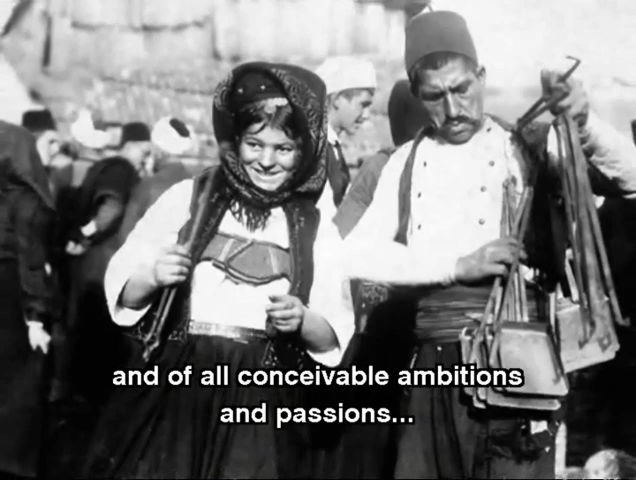 and of all conceivable ambitions
and passions...